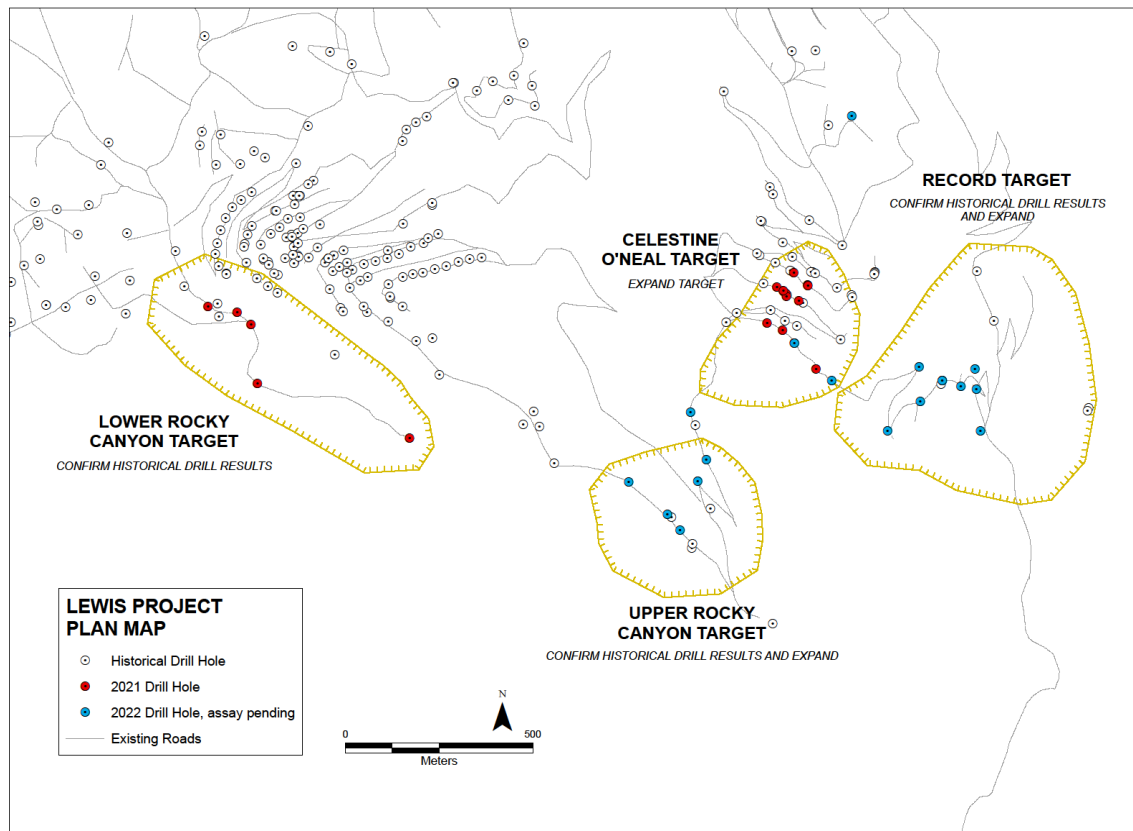 RECORD TARGET
CONFIRM HISTORICAL DRILL RESULTS
AND EXPAND
CELESTINE
O'NEAL TARGET
EXPAND TARGET
LOWER ROCKY
CANYON TARGET
CONFIRM HISTORICAL DRILL RESULTS
UPPER ROCKY
CANYON TARGET
CONFIRM HISTORICAL DRILL RESULTS AND EXPAND
LEWIS PROJECT
PLAN MAP
Historical Drill Hole
2021 Drill Hole
2022 Drill Hole, assay pending
Existing Roads
N
0 500
Meters